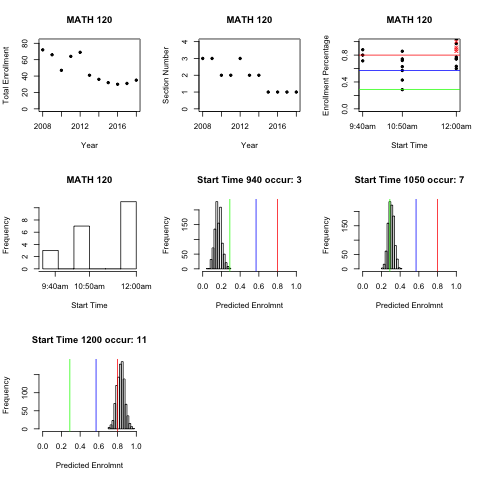 MATH 120
Total Enrollment
0 20 40 60 80
2008 2012 2016
Year
MATH 120
Section Number
0 1 2 3 4
2008 2012 2016
Year
MATH 120
Enrollment Percentage
0.0 0.4 0.8
9:40am 10:50am 12:00am
Start Time
MATH 120
Frequency
0 2 4 6 8
9:40am 10:50am 12:00am
Start Time
Start Time 940 occur: 3
Frequency
0 50 150
0.0 0.2 0.4 0.6 0.8 1.0
Predicted Enrolmnt
Start Time 1050 occur: 7
Frequency
0 50 150
0.0 0.2 0.4 0.6 0.8 1.0
Predicted Enrolmnt
Start Time 1200 occur: 11
Frequency
0 50 100
0.0 0.2 0.4 0.6 0.8 1.0
Predicted Enrolmnt